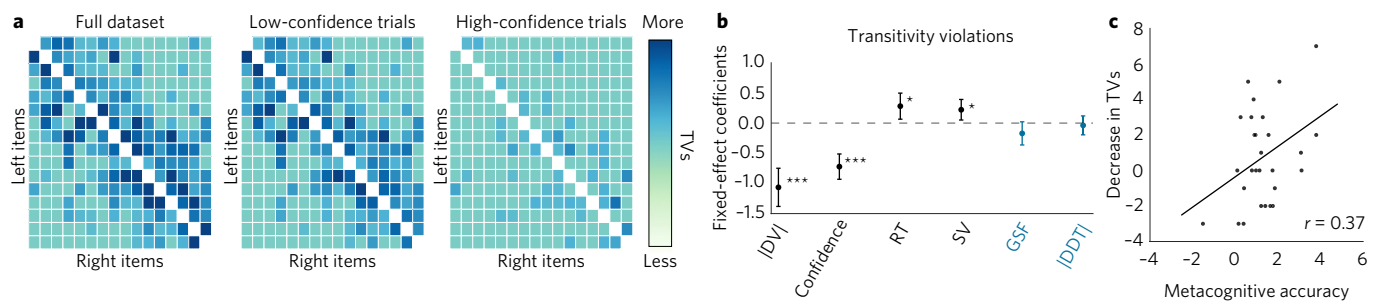 a
Full dataset
Low-confidence trials
High-confidence trials
Left items
Left items
Left items
Right items
Right items
Right items
More
TVs
Less
b
Transitivity violations
Fixed-effect coefficients
1.0
0.5
0.0
–0.5
–1.0
–1.5
***
***
*
*
|DV|
Confidence
RT
SV
GSF
|DDT|
c
Decrease in TVs
8
6
4
2
0
–2
–4
r = 0.37
–4
–2
0
2
4
6
Metacognitive accuracy